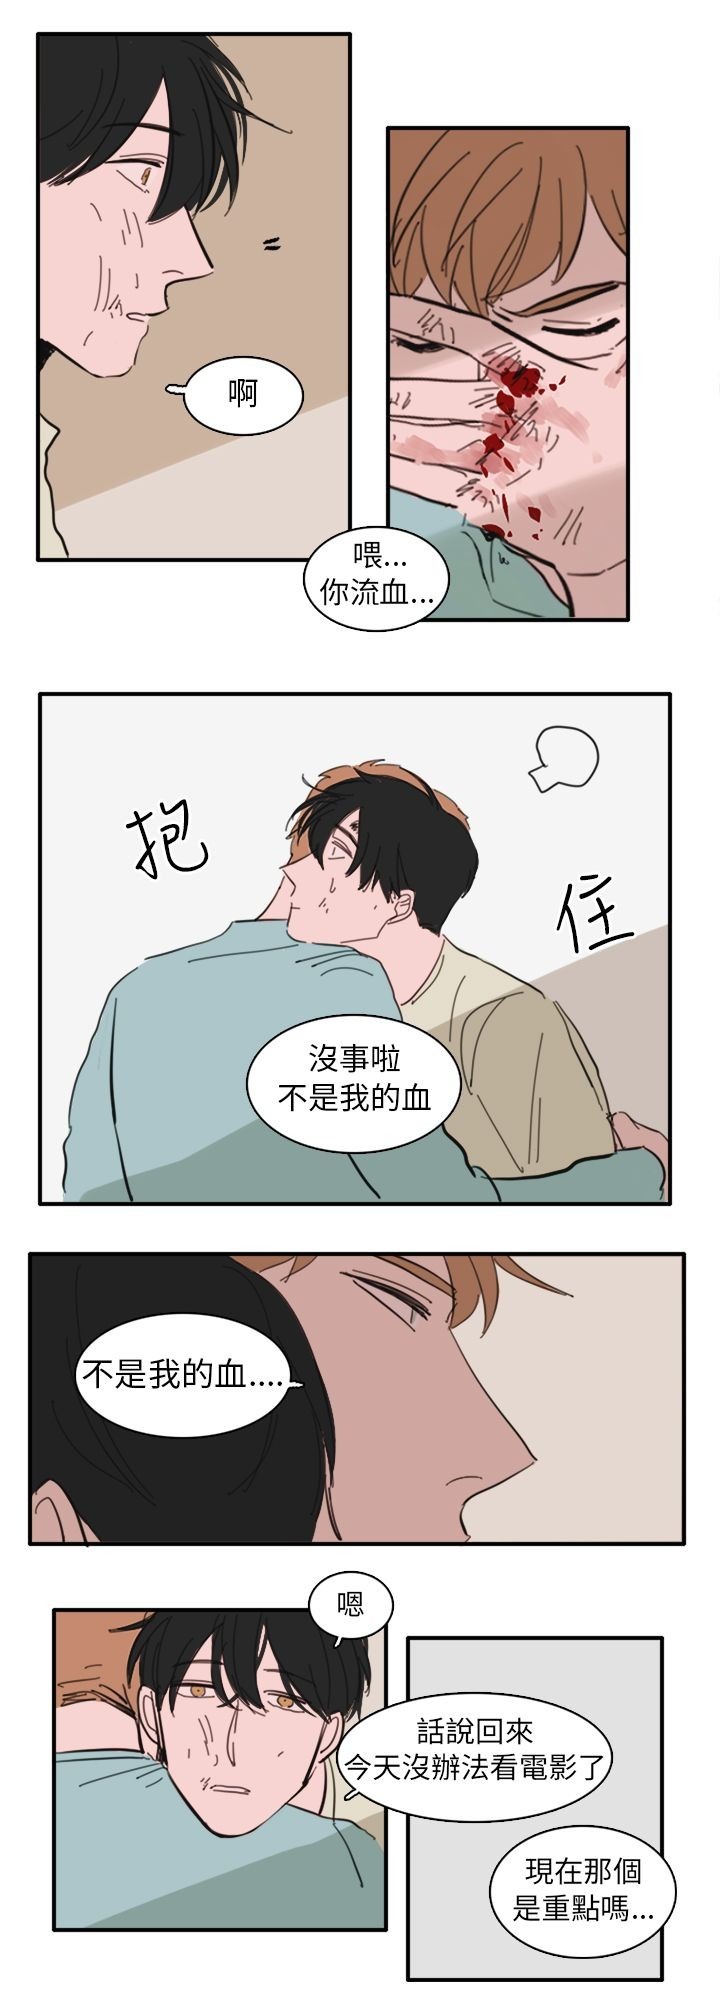 啊
喂...
你流血...
抱
住
沒事啦
不是我的血
不是我的血....
嗯
話說回來
今天沒辦法看電影了
現在那個
是重點嗎...